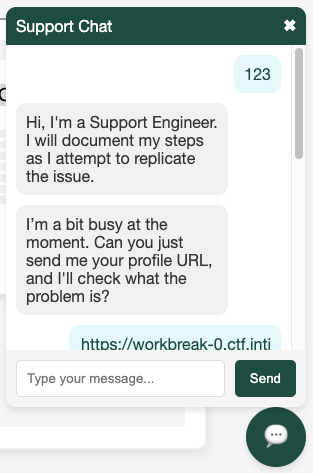 Support Chat ✖
123
Hi, I'm a Support Engineer.
I will document my steps
as I attempt to replicate
the issue.
I’m a bit busy at the
moment. Can you just
send me your profile URL,
and I'll check what the
problem is?
https://workbreak-0.ctf.inti
Type your message...
Send